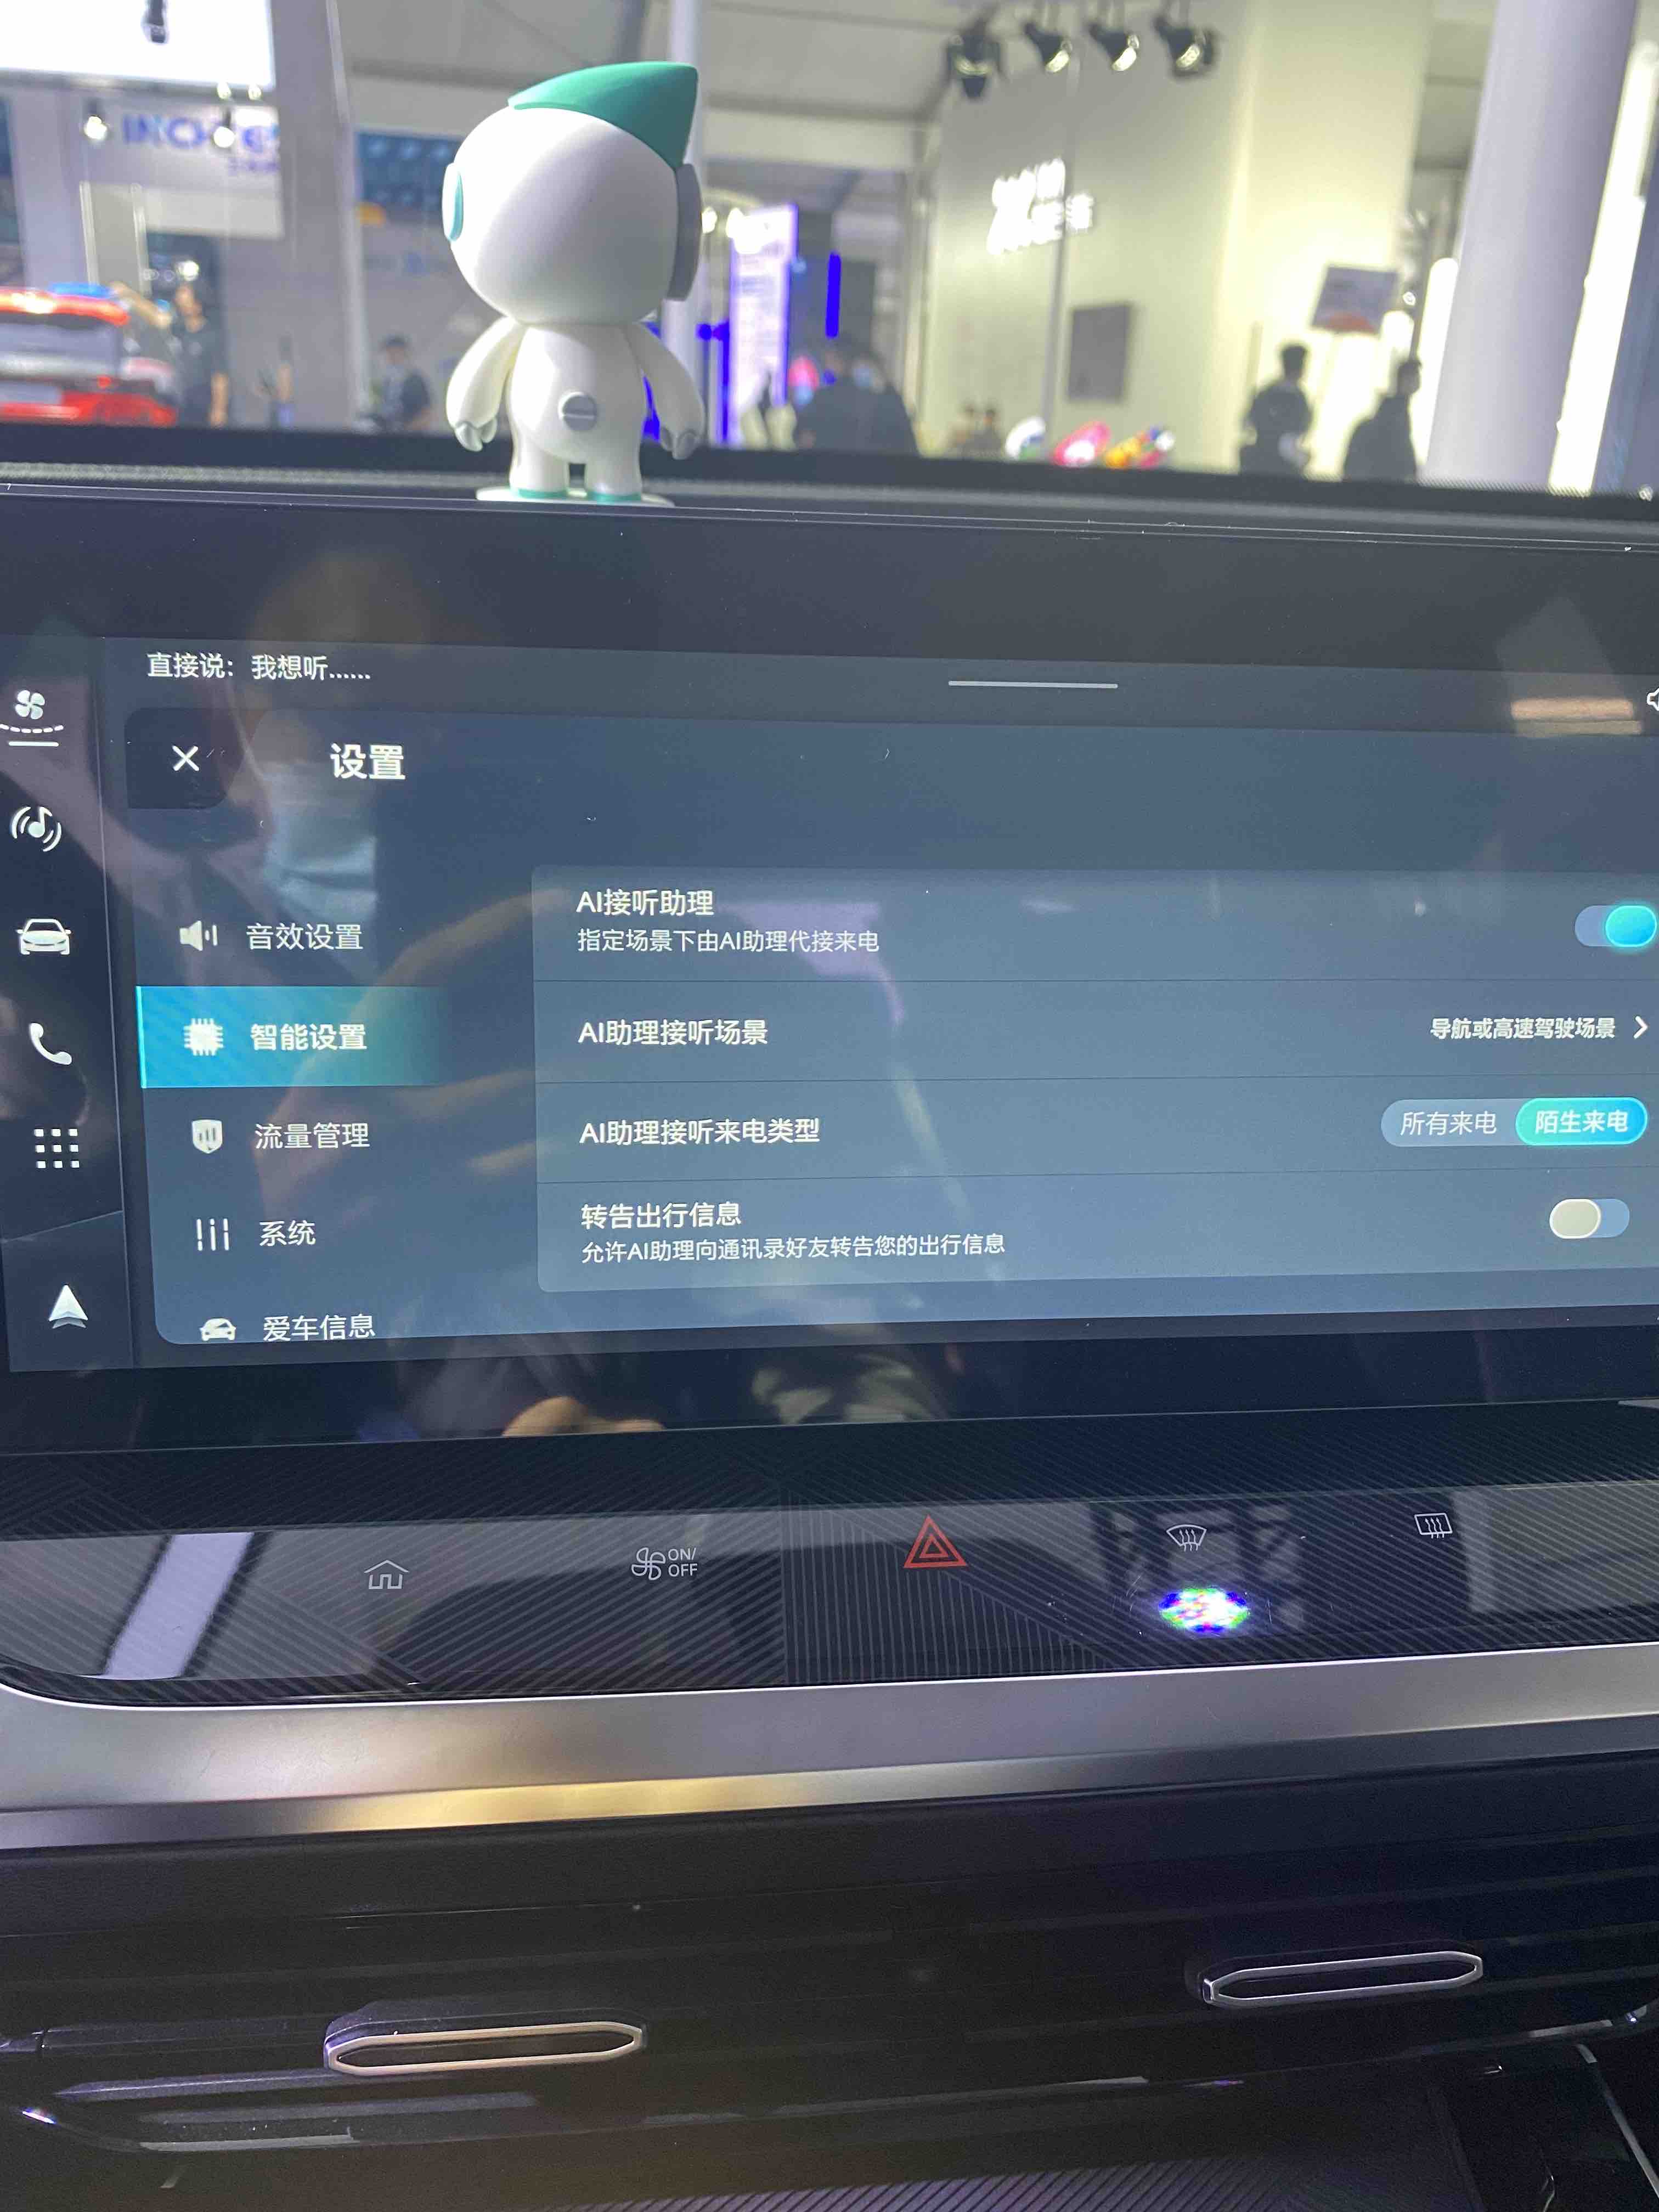 直接说：我想听......
设置
音效设置
智能设置
流量管理
系统
爱车信息
AI接听助理
指定场景下由AI助理代接来电
AI助理接听场景
导航或高速驾驶场景
AI助理接听来电类型
所有来电
陌生来电
转告出行信息
允许AI助理向通讯录好友转告您的出行信息
ON/
OFF